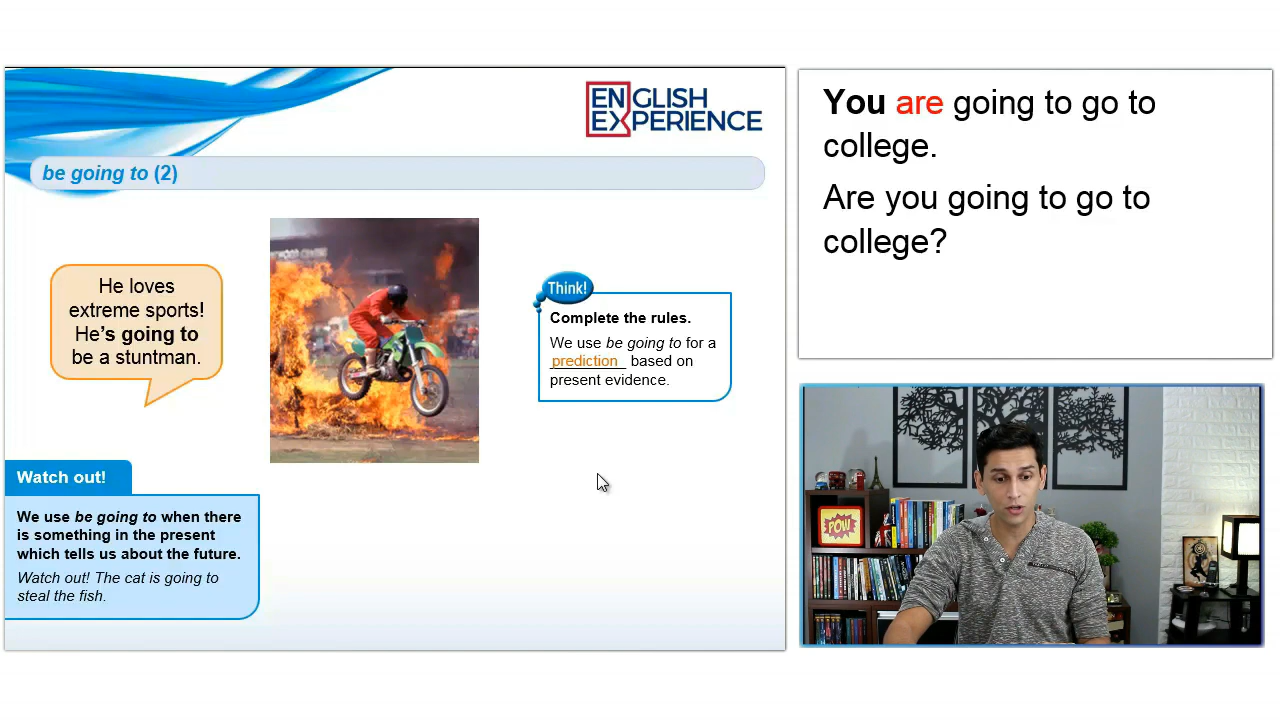 ENGLISH
EXPERIENCE
be going to (2)
He loves
extreme sports!
He's going to
be a stuntman.
Think!
Complete the rules.
We use be going to for a
prediction based on
present evidence.
Watch out!
We use be going to when there
is something in the present
which tells us about the future.
Watch out! The cat is going to
steal the fish.
You are going to go to
college.
Are you going to go to
college?
POW